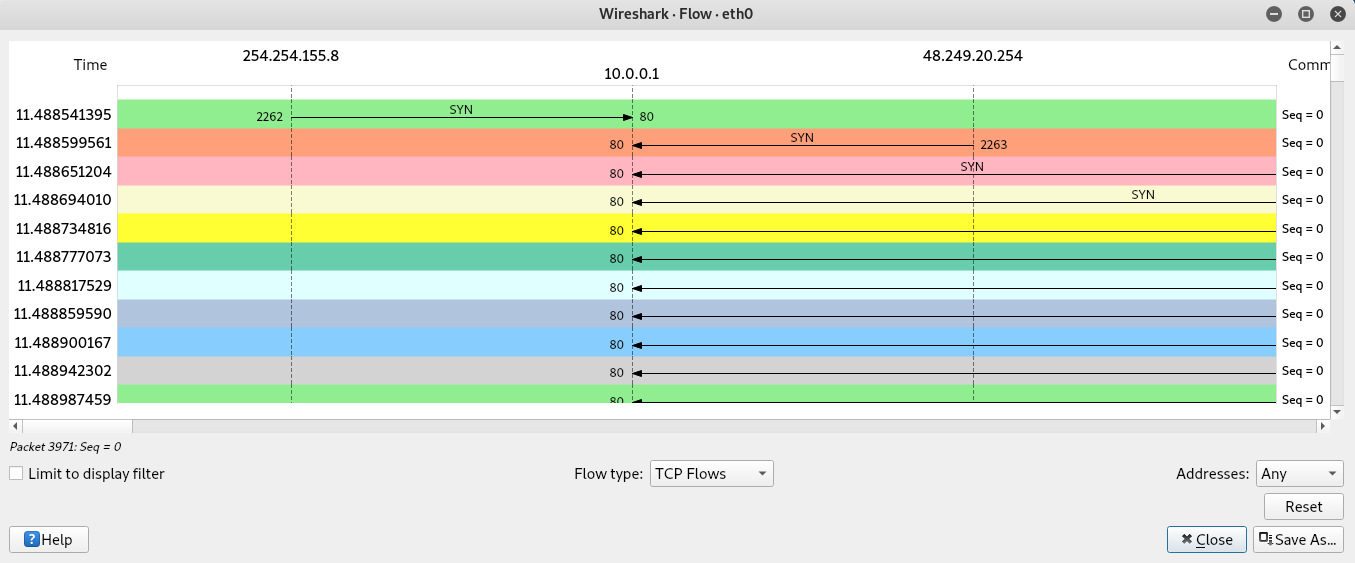 Wireshark · Flow · eth0
254.254.155.8 48.249.20.254
Time 10.0.0.1 Comm
11.488541395 2262 SYN 80 Seq = 0
11.488599561 80 SYN 2263 Seq = 0
11.488651204 80 SYN Seq = 0
11.488694010 80 SYN Seq = 0
11.488734816 80 Seq = 0
11.488777073 80 Seq = 0
11.488817529 80 Seq = 0
11.488859590 80 Seq = 0
11.488900167 80 Seq = 0
11.488942302 80 Seq = 0
11.488987459 80 Seq = 0
Packet 3971: Seq = 0
Limit to display filter Flow type: TCP Flows Addresses: Any
Reset
? Help Close Save As...